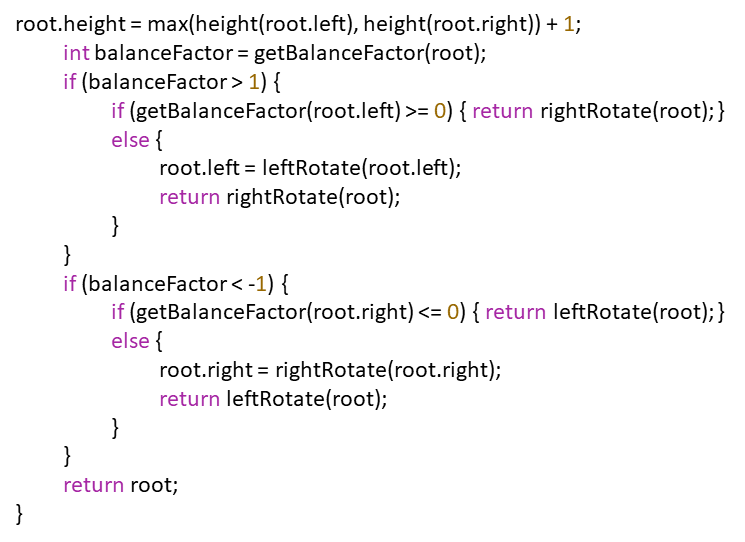 root.height = max(height(root.left), height(root.right)) + 1;
int balanceFactor = getBalanceFactor(root);
if (balanceFactor > 1) {
if (getBalanceFactor(root.left) >= 0) { return rightRotate(root); }
else {
root.left = leftRotate(root.left);
return rightRotate(root);
}
}
if (balanceFactor < -1) {
if (getBalanceFactor(root.right) <= 0) { return leftRotate(root); }
else {
root.right = rightRotate(root.right);
return leftRotate(root);
}
}
return root;
}